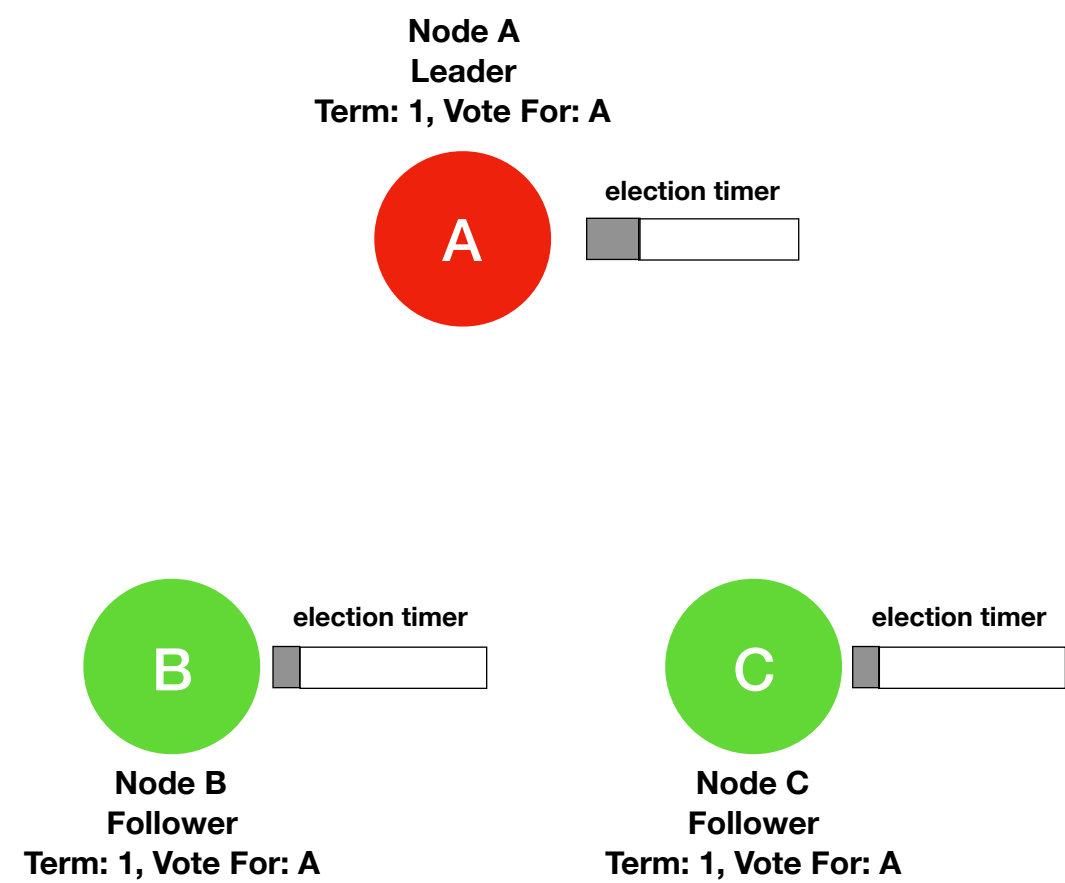 Node A
Leader
Term: 1, Vote For: A
A
election timer
B
election timer
C
election timer
Node B
Follower
Term: 1, Vote For: A
Node C
Follower
Term: 1, Vote For: A